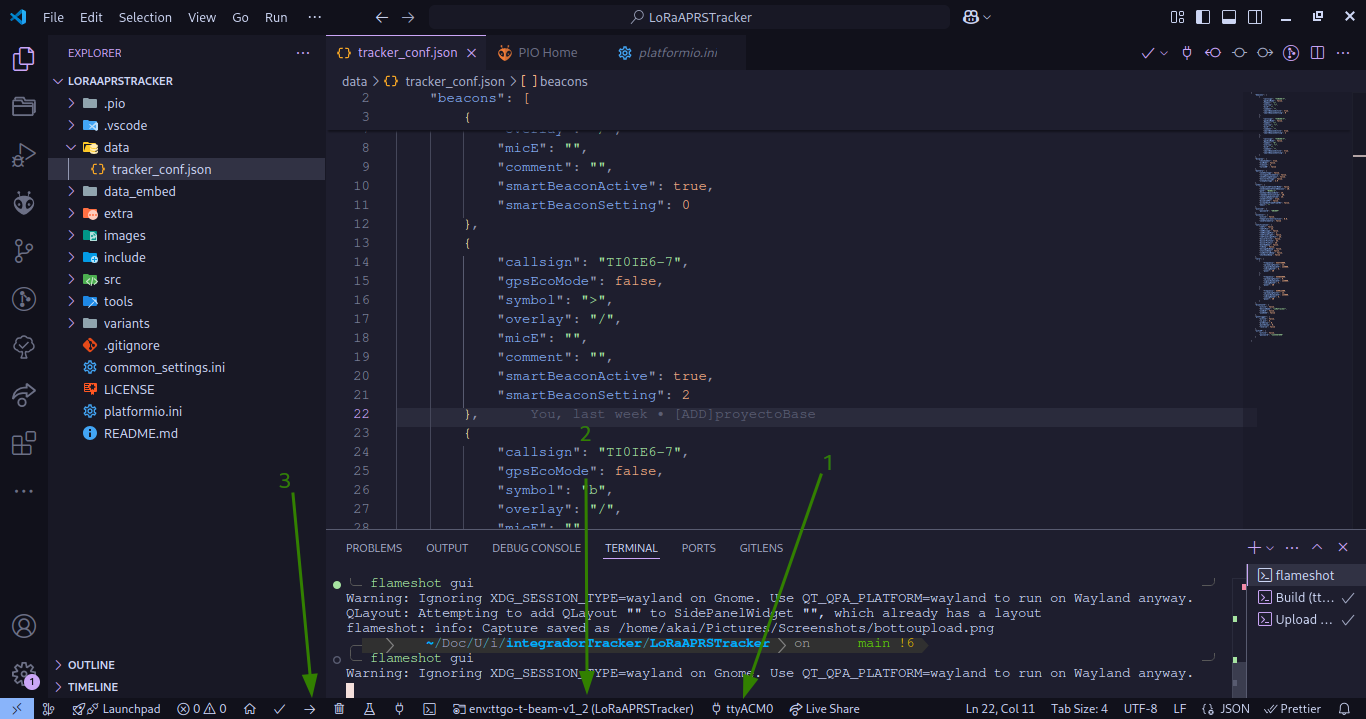 File Edit Selection View Go Run ··· LoRaAPRSTracker
EXPLORER ···
tracker_conf.json PIO Home platformio.ini ···
LORAAPRSTRACKER
data > {} tracker_conf.json > [ ] beacons
.pio
.vscode
data
{} tracker_conf.json
data_embed
extra
images
include
src
tools
variants
.gitignore
common_settings.ini
LICENSE
platformio.ini
README.md
OUTLINE
TIMELINE
2 "beacons": [
3 {
8 "micE": "",
9 "comment": "",
10 "smartBeaconActive": true,
11 "smartBeaconSetting": 0
12 },
13 {
14 "callsign": "TI0IE6-7",
15 "gpsEcoMode": false,
16 "symbol": ">",
17 "overlay": "/",
18 "micE": "",
19 "comment": "",
20 "smartBeaconActive": true,
21 "smartBeaconSetting": 2
22 }, You, last week • [ADD]proyectoBase
23 {
24 "callsign": "TI0IE6-7",
25 "gpsEcoMode": false,
26 "symbol": "b",
27 "overlay": "/",
28 "micE": ""
1
2
3
PROBLEMS OUTPUT DEBUG CONSOLE TERMINAL PORTS GITLENS
flameshot gui
Warning: Ignoring XDG_SESSION_TYPE=wayland on Gnome. Use QT_QPA_PLATFORM=wayland to run on Wayland anyway.
QLayout: Attempting to add QLayout "" to SidePanelWidget "", which already has a layout
flameshot: info: Capture saved as /home/akai/Pictures/Screenshots/bottoupload.png
~/Doc/U/i/integradorTracker/LoRaAPRSTracker on main !6
flameshot gui
Warning: Ignoring XDG_SESSION_TYPE=wayland on Gnome. Use QT_QPA_PLATFORM=wayland to run on Wayland anyway.
flameshot
Build (tt...
Upload ...
1
Launchpad 0 0 env:ttgo-t-beam-v1_2 (LoRaAPRSTracker) ttyACM0 Live Share Ln 22, Col 11 Tab Size: 4 UTF-8 LF {} JSON Prettier